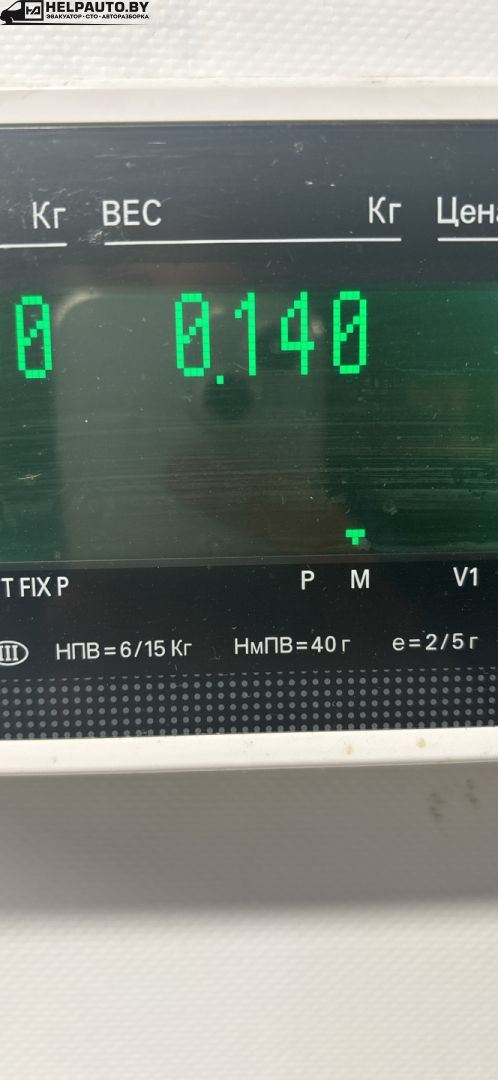 HELPAUTO.BY
ЭВАКУАТОР • СТО • АВТОРАЗБОРКА
Кг ВЕС Кг Цена
0 0.140
T FIX P P M V1
III НПВ=6/15 Кг НмПВ=40 г e=2/5 г